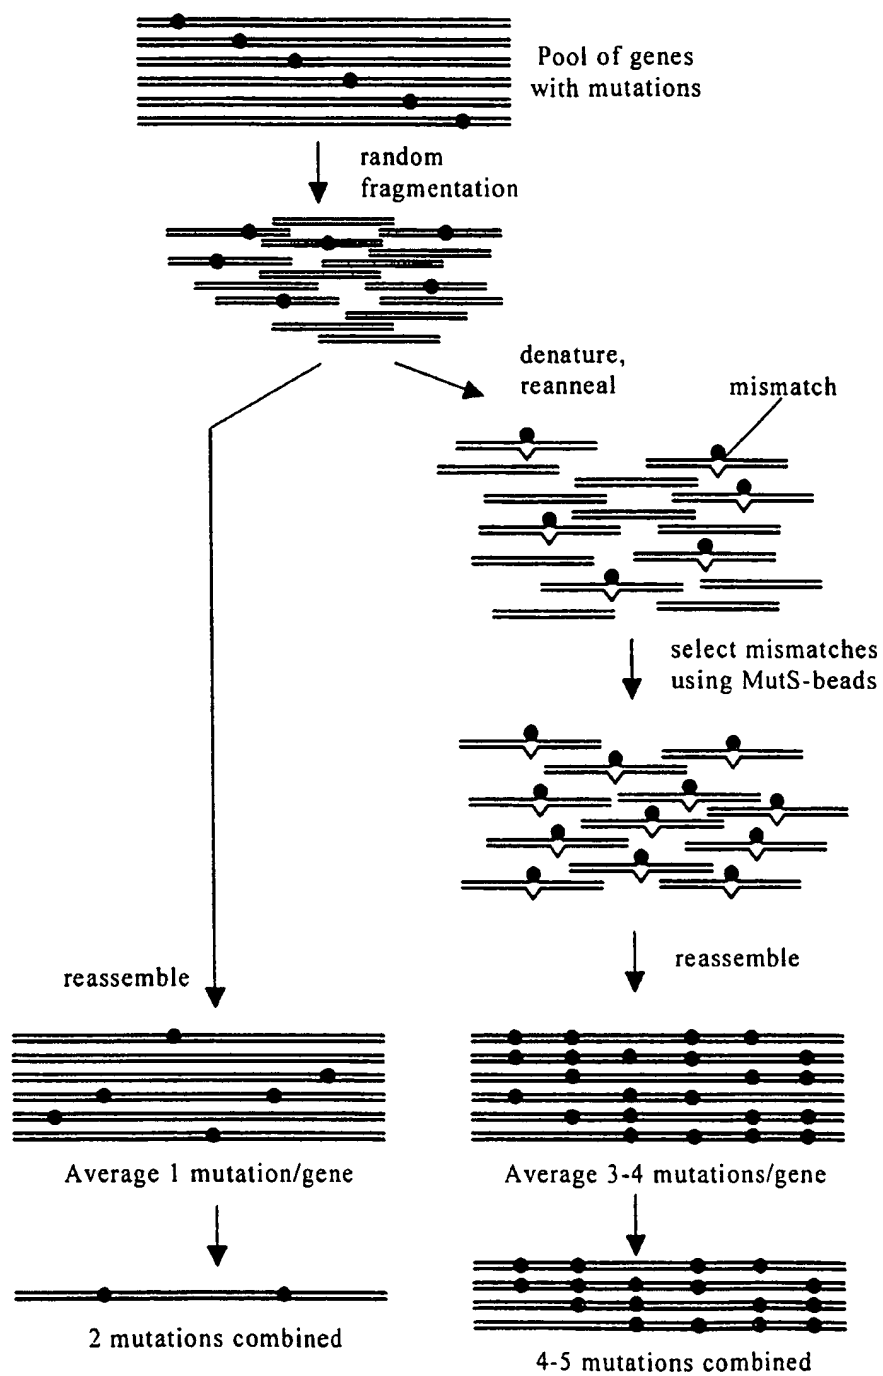 Pool of genes
with mutations
random
fragmentation
denature,
reanneal
mismatch
select mismatches
using MutS-beads
reassemble
reassemble
Average 1 mutation/gene
Average 3-4 mutations/gene
2 mutations combined
4-5 mutations combined